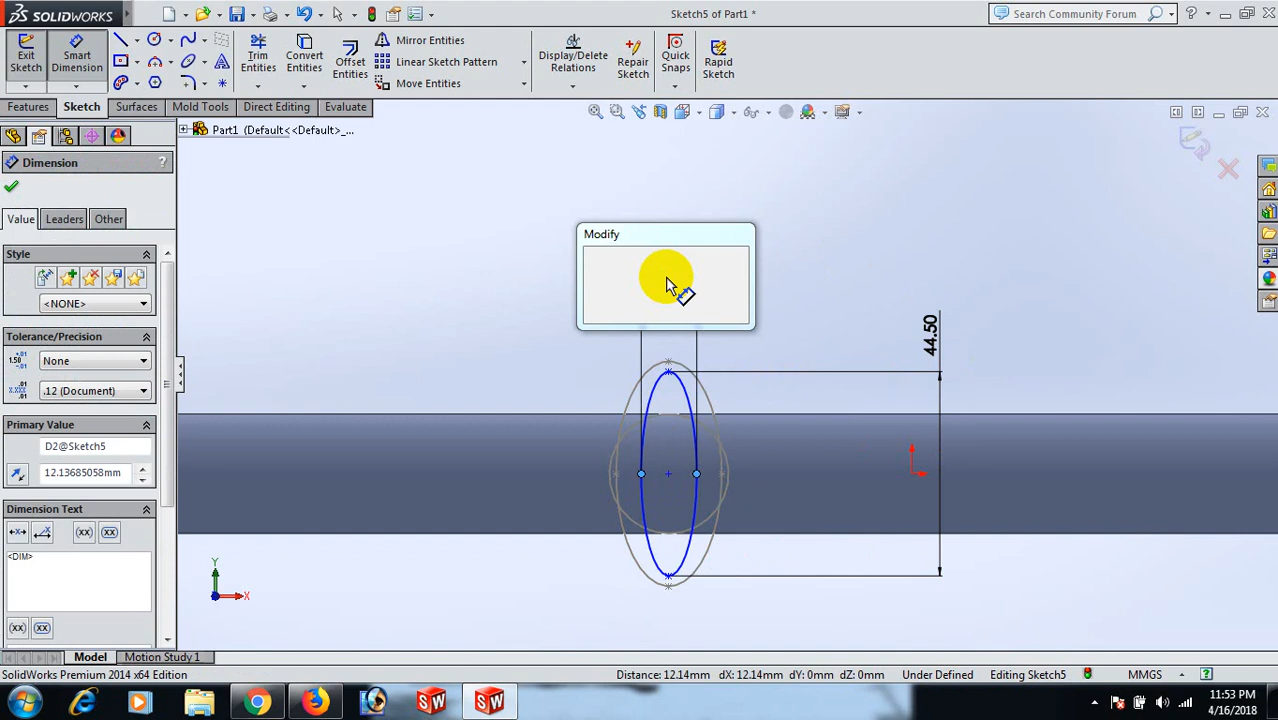 SOLIDWORKS
Sketch5 of Part1 *
Search Community Forum
Exit Sketch
Smart Dimension
Trim Entities
Convert Entities
Offset Entities
Mirror Entities
Linear Sketch Pattern
Move Entities
Display/Delete Relations
Repair Sketch
Quick Snaps
Rapid Sketch
Features
Sketch
Surfaces
Mold Tools
Direct Editing
Evaluate
Part1 (Default<<Default>_...
Dimension
?
Value
Leaders
Other
Style
<NONE>
Tolerance/Precision
None
.12 (Document)
Primary Value
D2@Sketch5
12.13685058mm
Dimension Text
(xx)
(xx)
<DIM>
(xx)
(xx)
Modify
44.50
Y
X
Model
Motion Study 1
SolidWorks Premium 2014 x64 Edition
Distance: 12.14mm dX: 12.14mm dY: 0mm dZ: 0mm
Under Defined
Editing Sketch5
MMGS
11:53 PM
4/16/2018